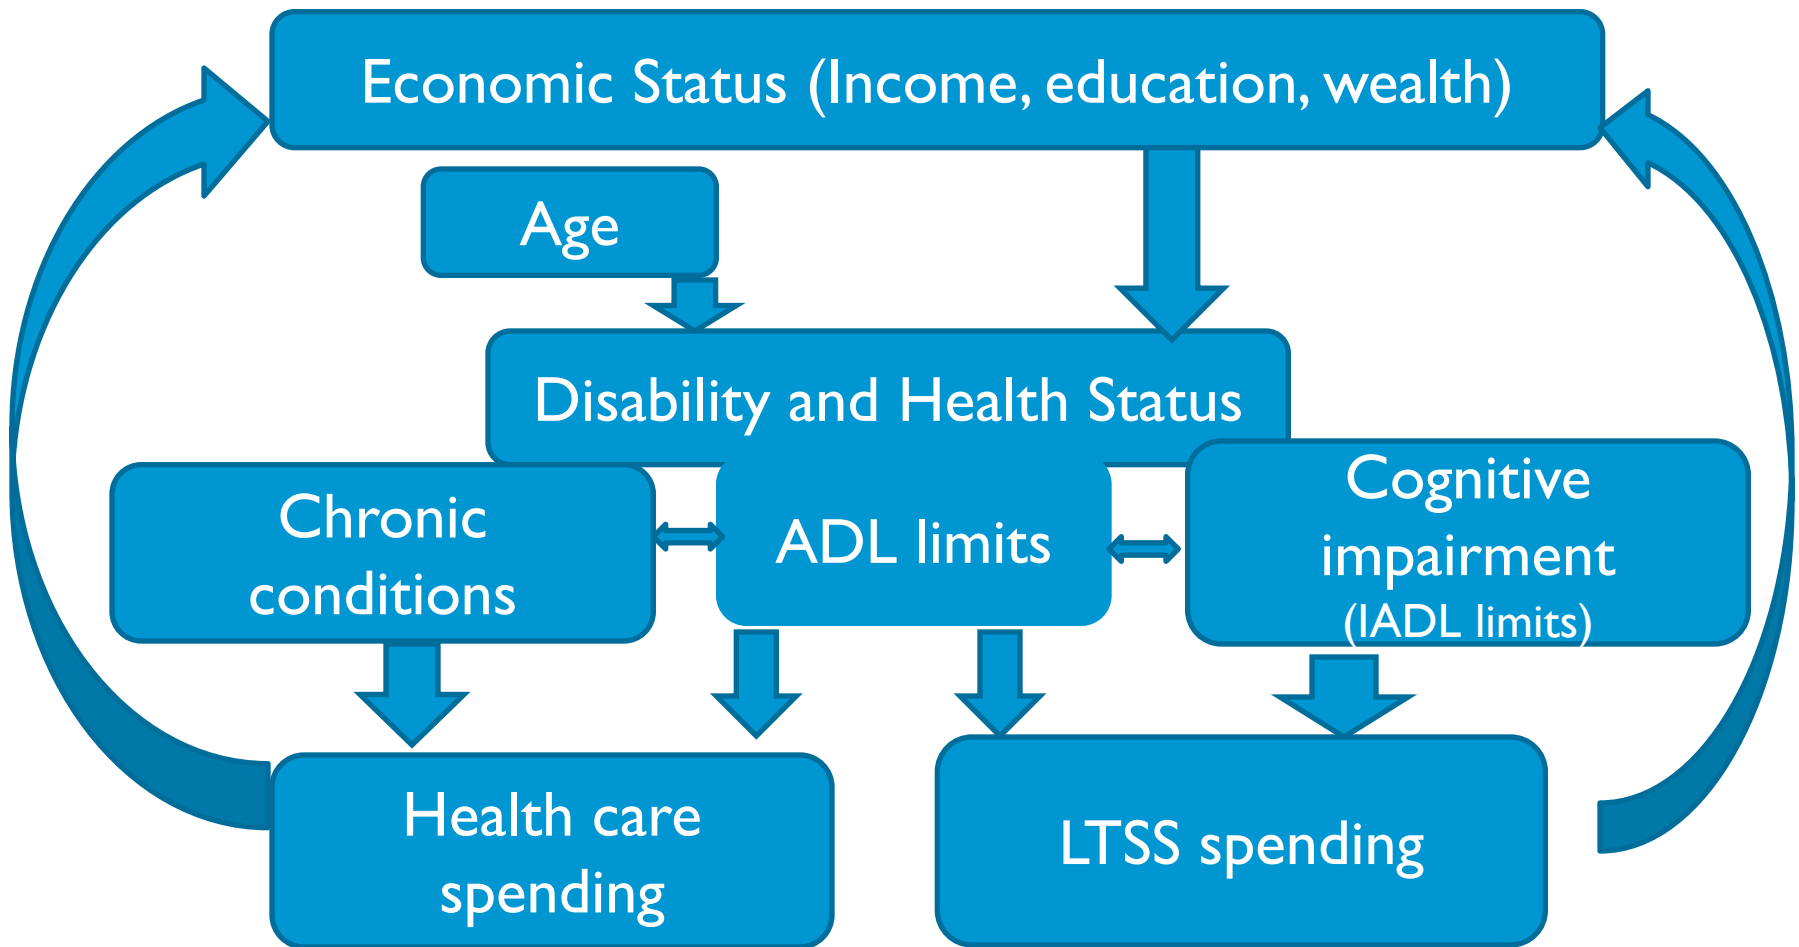 Economic Status (Income, education, wealth)
Age
Disability and Health Status
Chronic
conditions
ADL limits
Cognitive
impairment
(IADL limits)
Health care
spending
LTSS spending